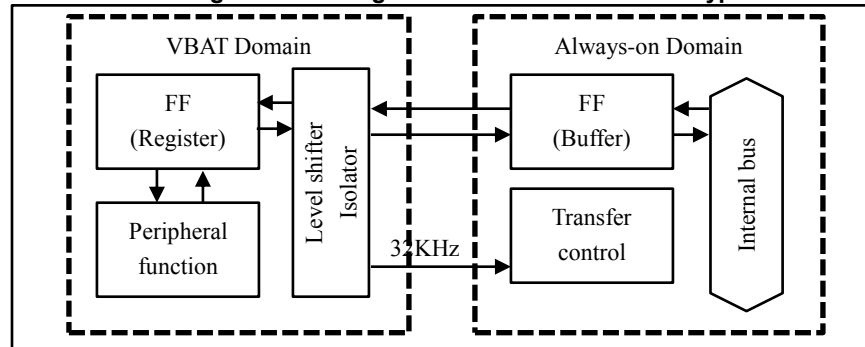 VBAT Domain
Always-on Domain
FF
(Register)
Level shifter
Isolator
FF
(Buffer)
Internal bus
Peripheral
function
32KHz
Transfer
control